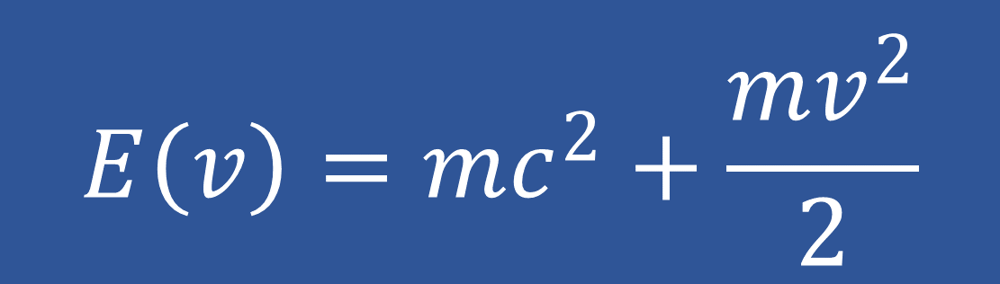 E(v) = mc² + mv²/2